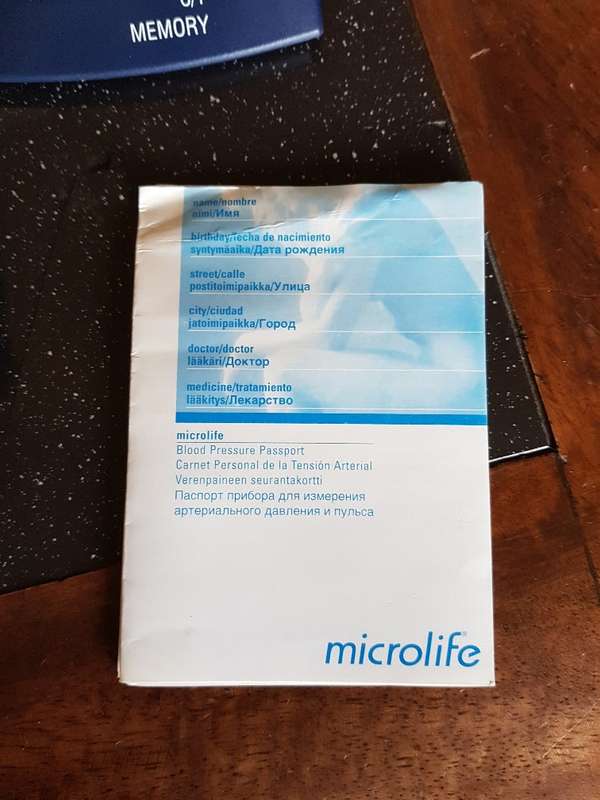 MEMORY
name/nombre
nimi/Имя
birthday/fecha de nacimiento
syntymäaika/Дата рождения
street/calle
postitoimipaikka/Улица
city/ciudad
jatoimipaikka/Город
doctor/doctor
lääkäri/Доктор
medicine/tratamiento
lääkitys/Лекарство
microlife
Blood Pressure Passport
Carnet Personal de la Tensión Arterial
Verenpaineen seurantakortti
Паспорт прибора для измерения
артериального давления и пульса
microlife®